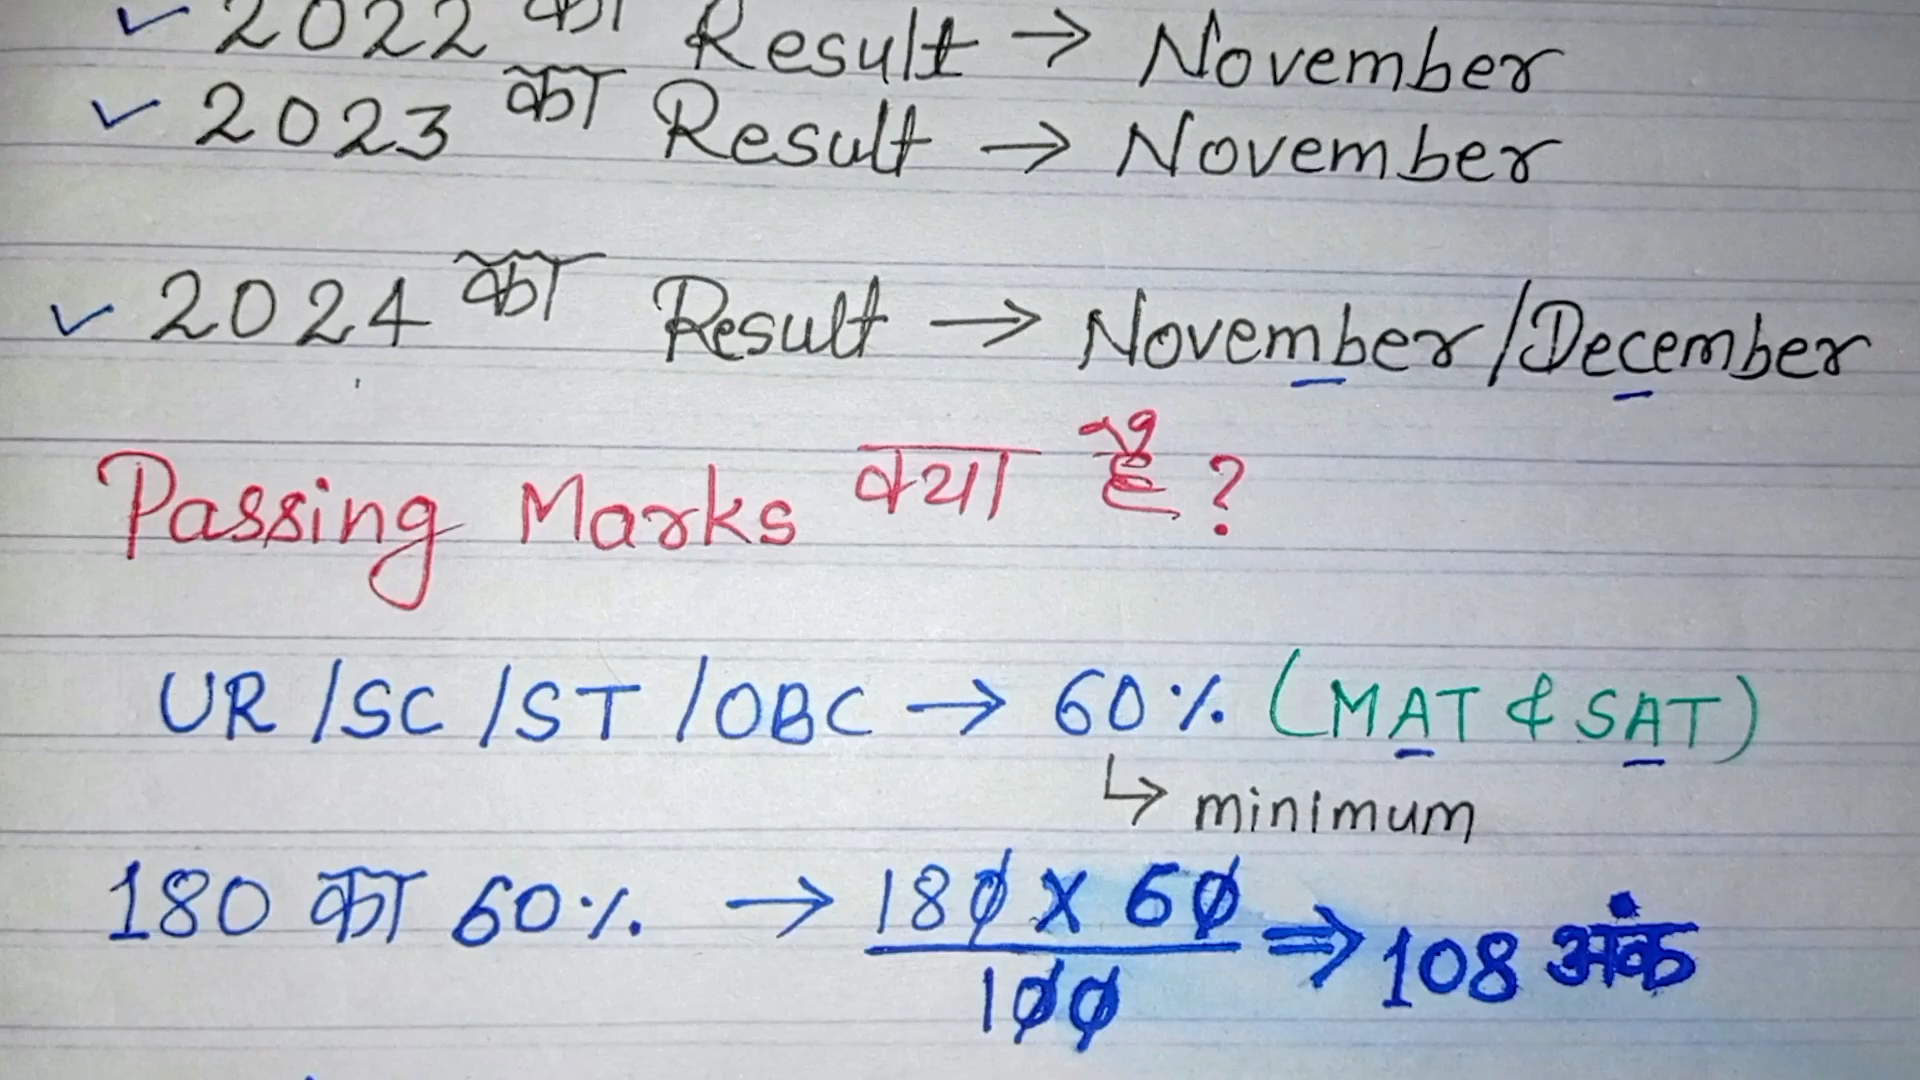 ✓ 2022 का Result → November
✓ 2023 का Result → November
✓ 2024 का Result → November/December
Passing Marks क्या है?
UR/SC/ST/OBC → 60% (MAT & SAT)
↳ minimum
180 का 60% → 180 X 60 ⇒ 108 अंक
100